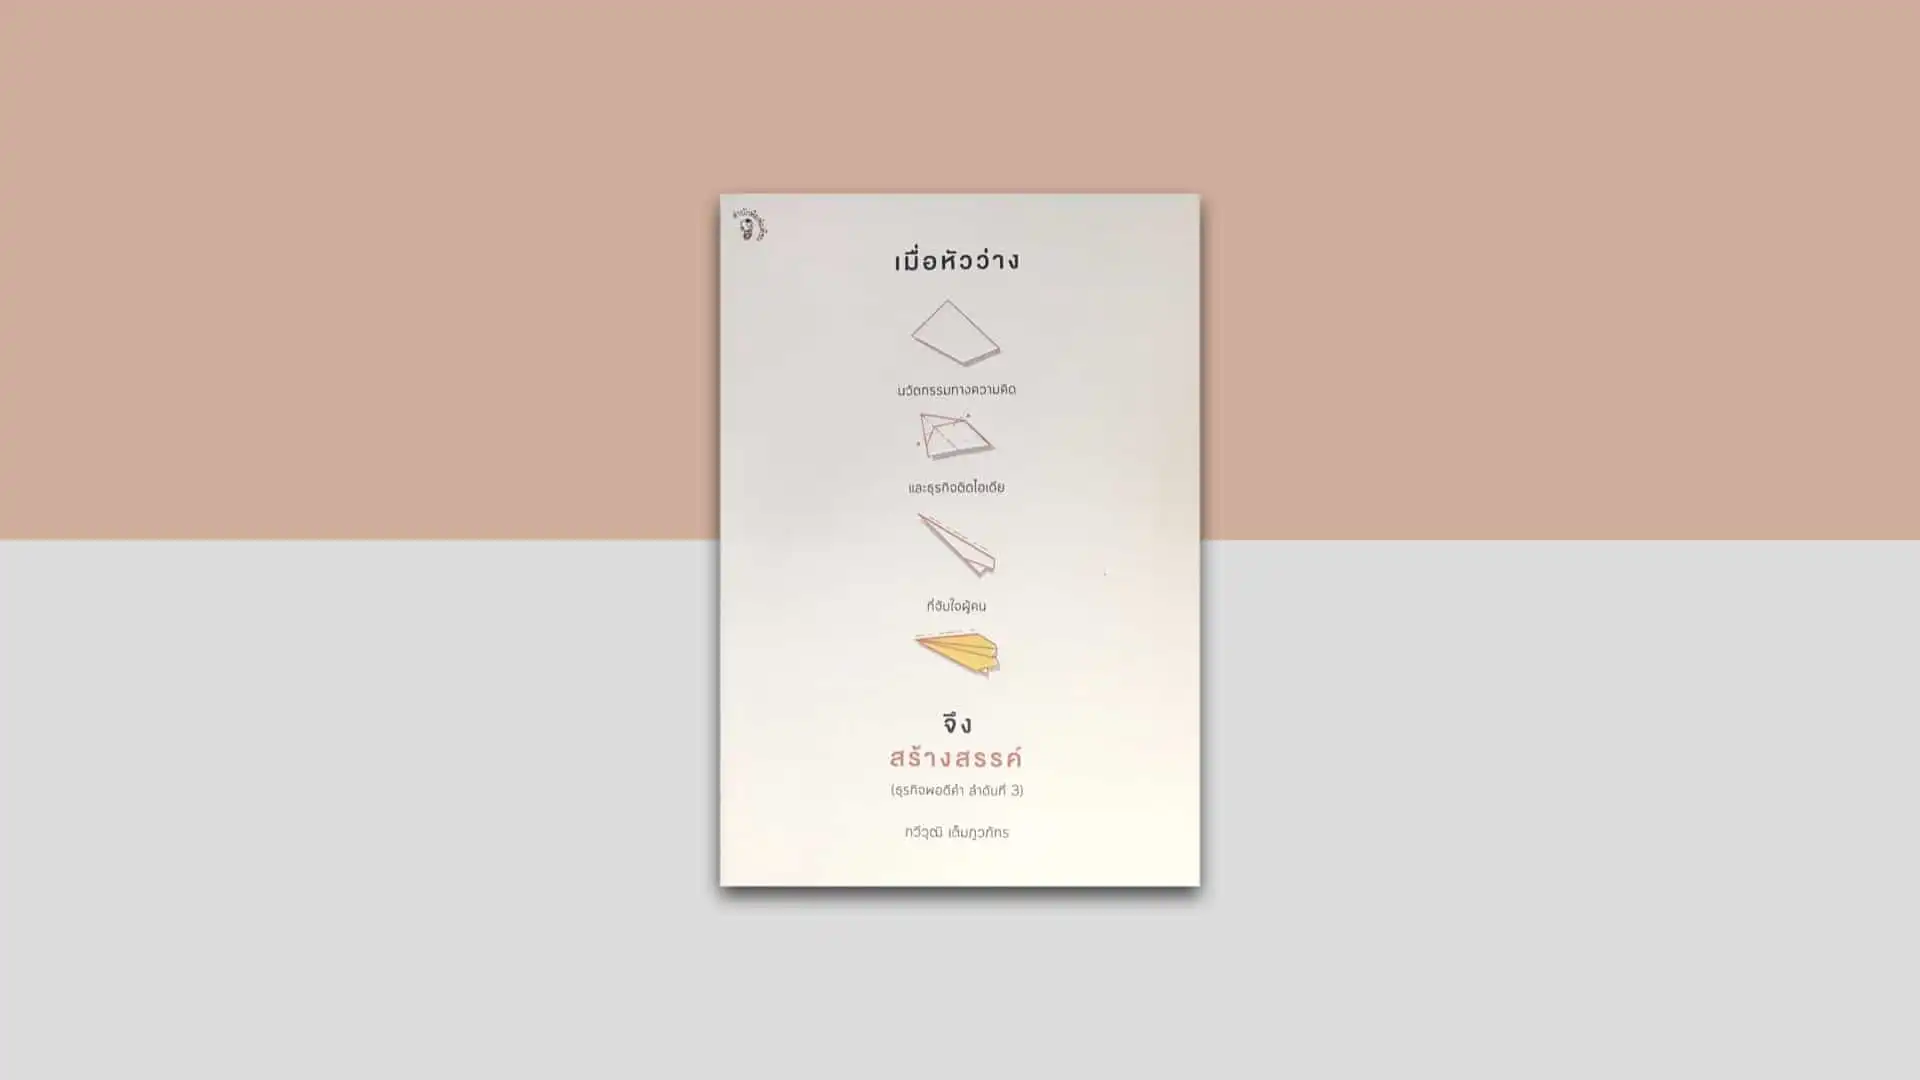 เมื่อหัวว่าง
นวัตกรรมทางความคิด
และธุรกิจติดไอเดีย
ที่จับใจผู้คน
จึง
สร้างสรรค์
(ธุรกิจพอดีคำ ลำดับที่ 3)
ทวีวุฒิ เต็มภูวภัทร